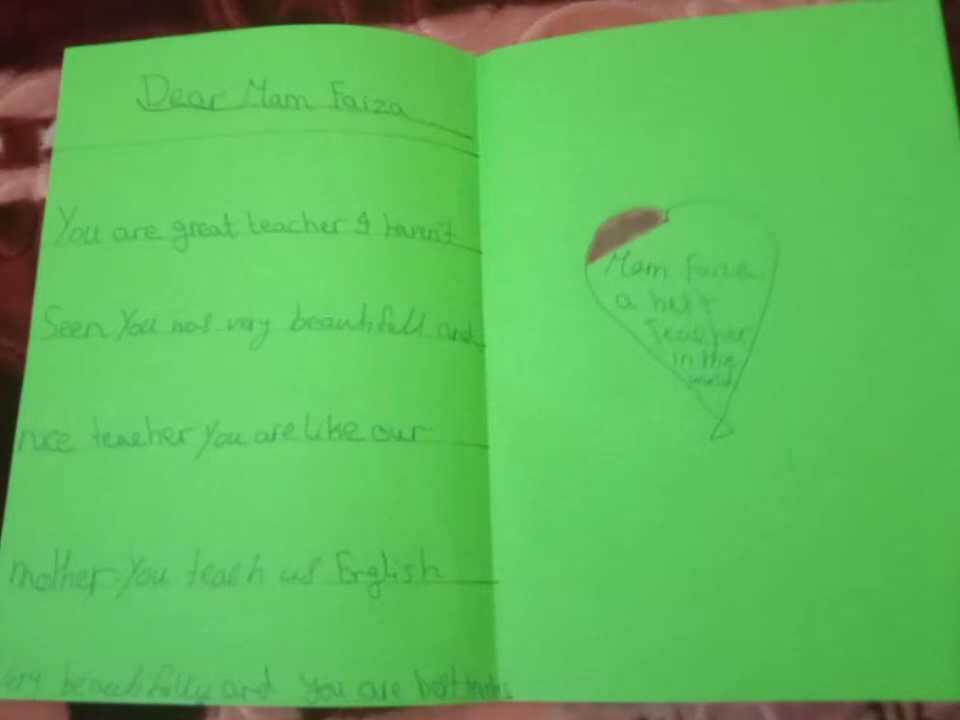 Dear Mam Faiza
You are great teacher I haven't
Seen You not very beautifull and
nice teacher You are like our
mother. You teach us English
very beautifully and You are best
Mam faiza
a best
teacher
in the
world